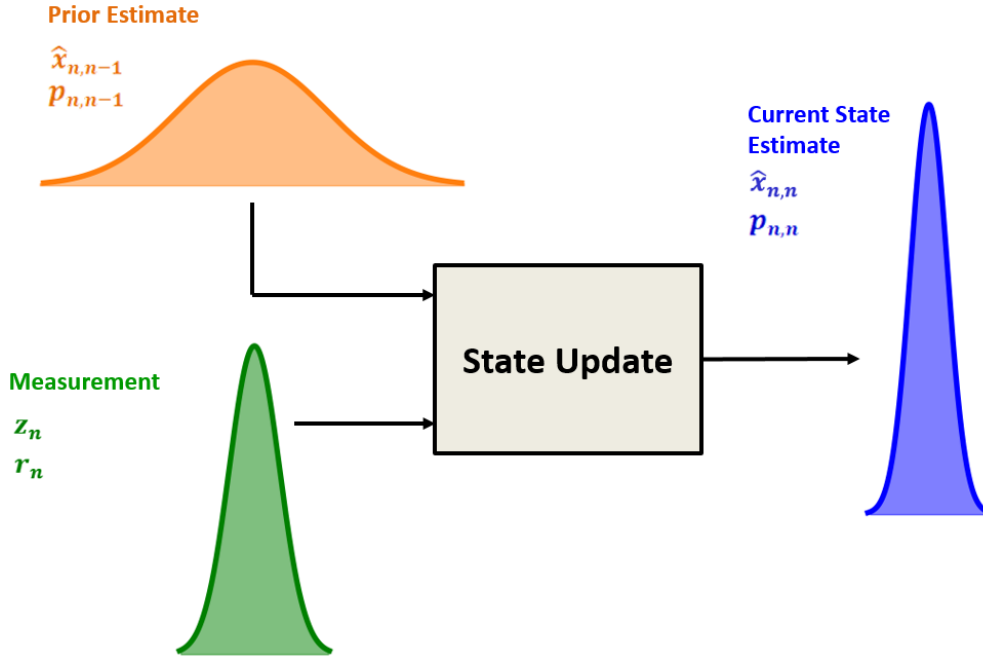 Prior Estimate
x̂ₙ,ₙ₋₁
pₙ,ₙ₋₁
Measurement
zₙ
rₙ
State Update
Current State
Estimate
x̂ₙ,ₙ
pₙ,ₙ